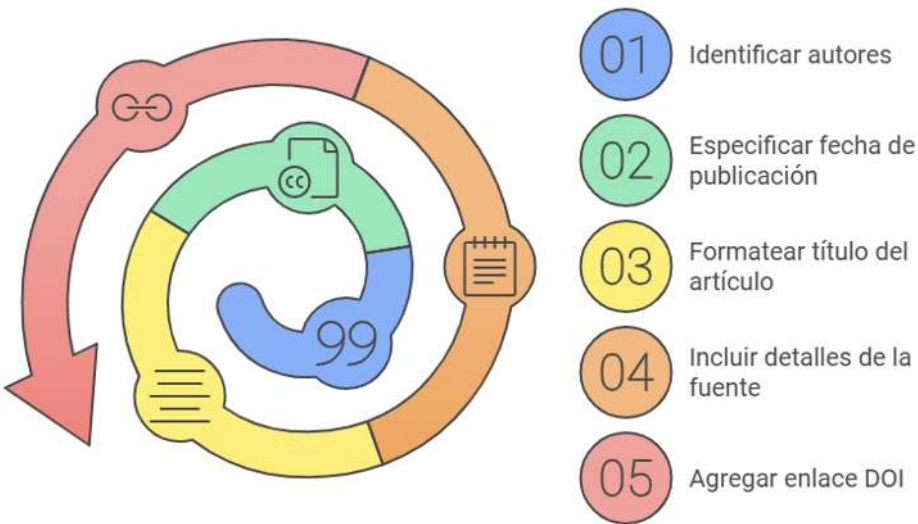 01
Identificar autores
02
Especificar fecha de
publicación
03
Formatear título del
artículo
04
Incluir detalles de la
fuente
05
Agregar enlace DOI
cc
99